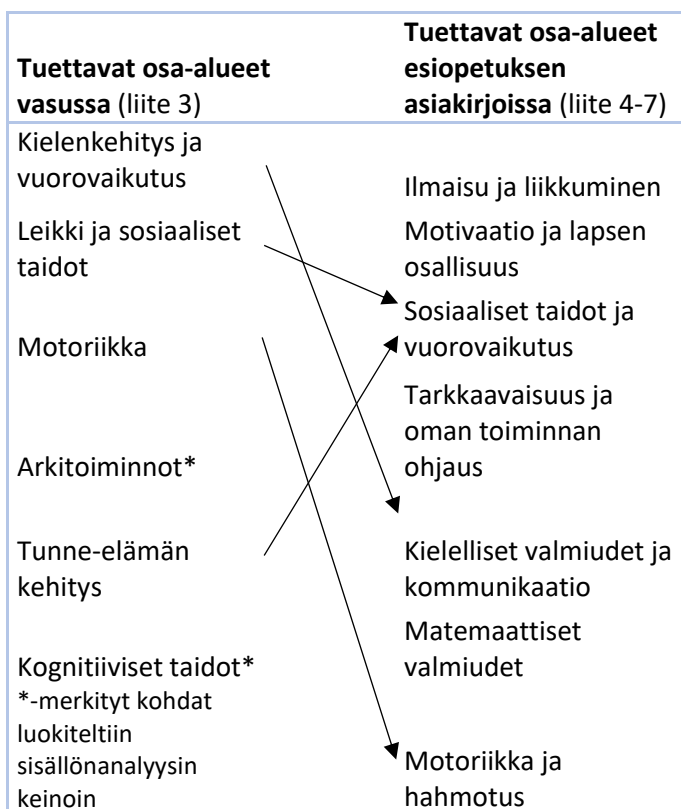 Tuettavat osa-alueet
vasussa (liite 3)
Tuettavat osa-alueet
esiopetuksen
asiakirjoissa (liite 4-7)
Kielenkehitys ja
vuorovaikutus
Leikki ja sosiaaliset
taidot
Motoriikka
Arkitoiminnot*
Tunne-elämän
kehitys
Kognitiiviset taidot*
*-merkityt kohdat
luokiteltiin
sisällönanalyysin
keinoin
Ilmaisu ja liikkuminen
Motivaatio ja lapsen
osallisuus
Sosiaaliset taidot ja
vuorovaikutus
Tarkkaavaisuus ja
oman toiminnan
ohjaus
Kielelliset valmiudet ja
kommunikaatio
Matemaattiset
valmiudet
Motoriikka ja
hahmotus